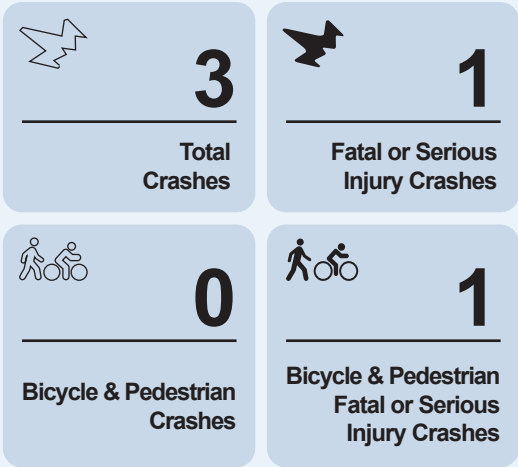 3
Total
Crashes
1
Fatal or Serious
Injury Crashes
0
Bicycle & Pedestrian
Crashes
1
Bicycle & Pedestrian
Fatal or Serious
Injury Crashes